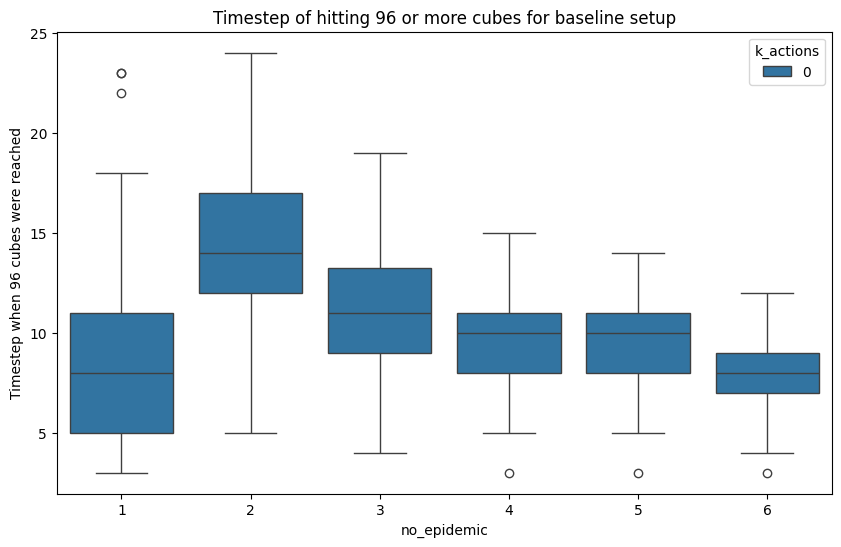 Timestep of hitting 96 or more cubes for baseline setup
Timestep when 96 cubes were reached
25
20
15
10
5
k_actions
0
1 2 3 4 5 6
no_epidemic